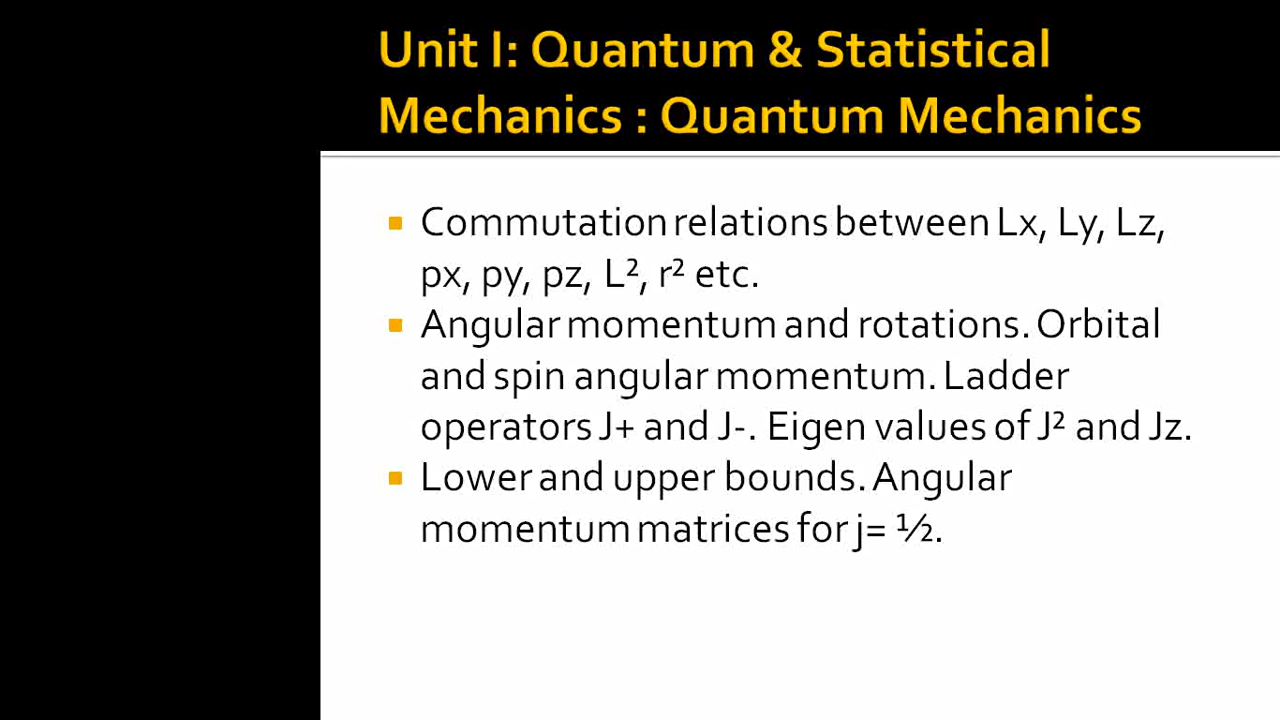 Unit I: Quantum & Statistical
Mechanics : Quantum Mechanics
Commutation relations between Lx, Ly, Lz,
px, py, pz, L², r² etc.
Angular momentum and rotations. Orbital
and spin angular momentum. Ladder
operators J+ and J-. Eigen values of J² and Jz.
Lower and upper bounds. Angular
momentum matrices for j= ½.